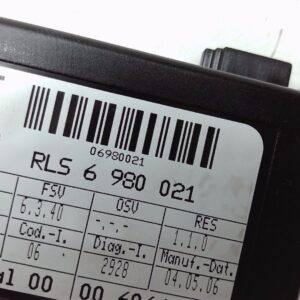 06980021
RLS 6 980 021
FSV OSV RES
6.3.40 -.-.- 1.1.0
Cod.-I. Diag.-I. Manuf.-Dat.
06 2928 04.05.06
00